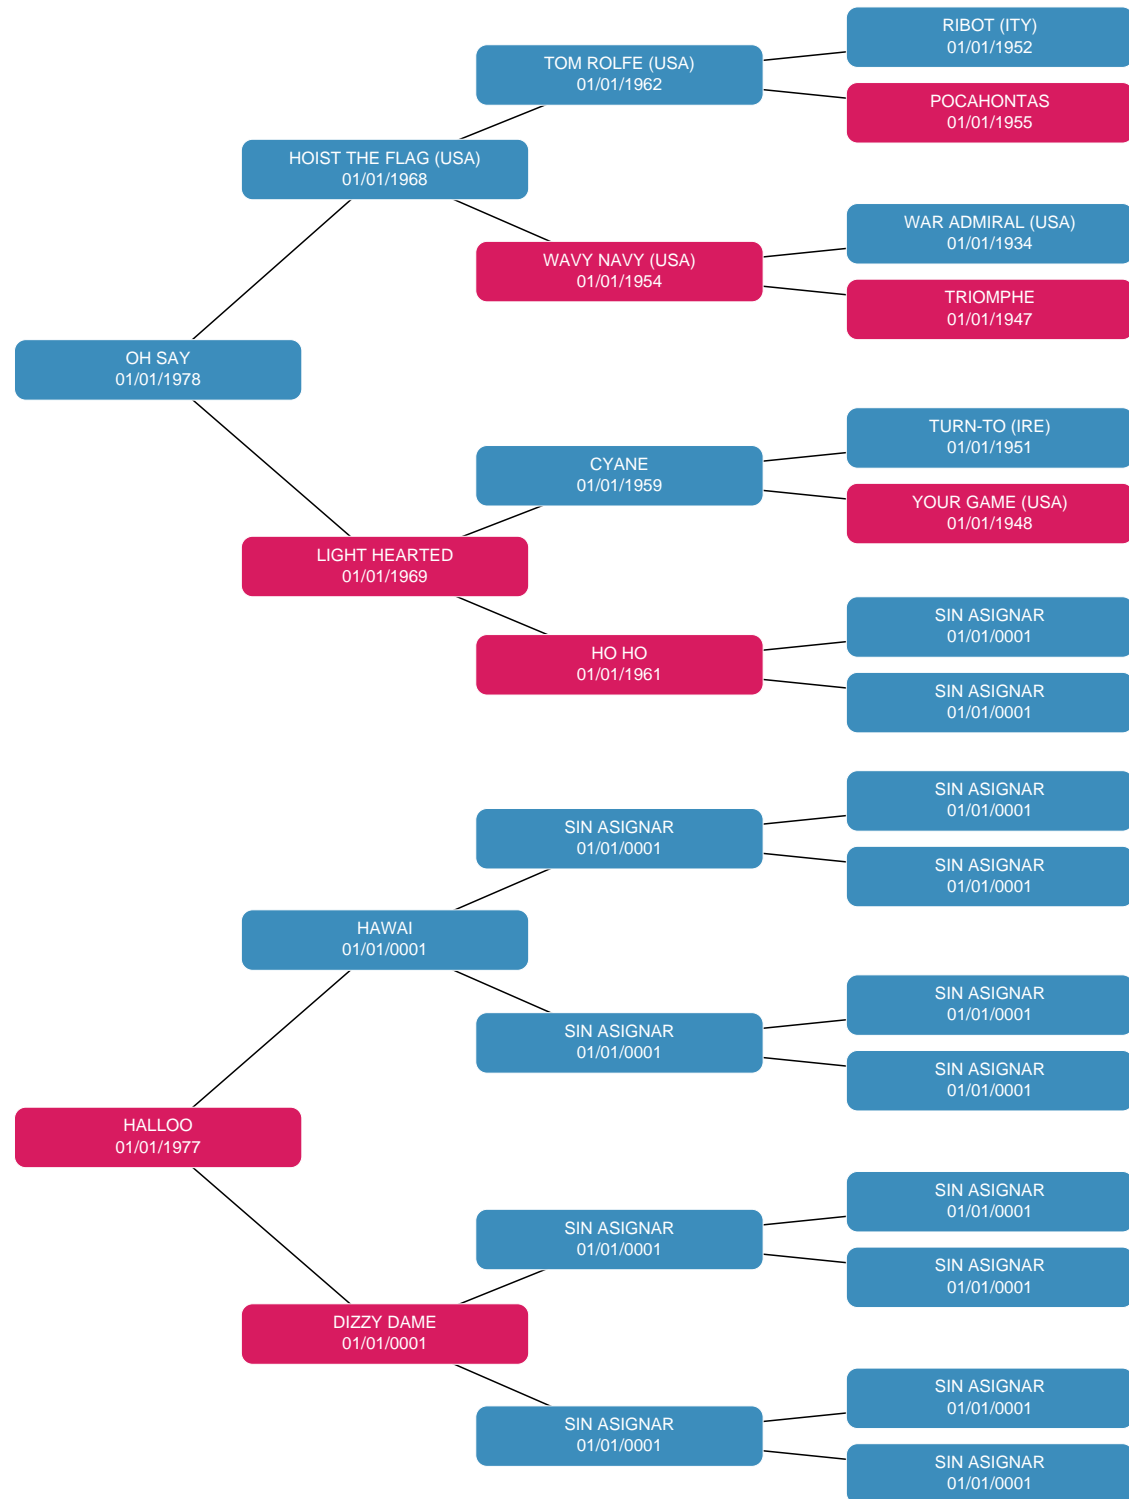 RIBOT (ITY)
01/01/1952
TOM ROLFE (USA)
01/01/1962
POCAHONTAS
01/01/1955
HOIST THE FLAG (USA)
01/01/1968
WAR ADMIRAL (USA)
01/01/1934
WAVY NAVY (USA)
01/01/1954
TRIOMPHE
01/01/1947
OH SAY
01/01/1978
TURN-TO (IRE)
01/01/1951
CYANE
01/01/1959
YOUR GAME (USA)
01/01/1948
LIGHT HEARTED
01/01/1969
SIN ASIGNAR
01/01/0001
HO HO
01/01/1961
SIN ASIGNAR
01/01/0001
SIN ASIGNAR
01/01/0001
SIN ASIGNAR
01/01/0001
SIN ASIGNAR
01/01/0001
HAWAI
01/01/0001
SIN ASIGNAR
01/01/0001
SIN ASIGNAR
01/01/0001
SIN ASIGNAR
01/01/0001
HALLOO
01/01/1977
SIN ASIGNAR
01/01/0001
SIN ASIGNAR
01/01/0001
SIN ASIGNAR
01/01/0001
DIZZY DAME
01/01/0001
SIN ASIGNAR
01/01/0001
SIN ASIGNAR
01/01/0001
SIN ASIGNAR
01/01/0001